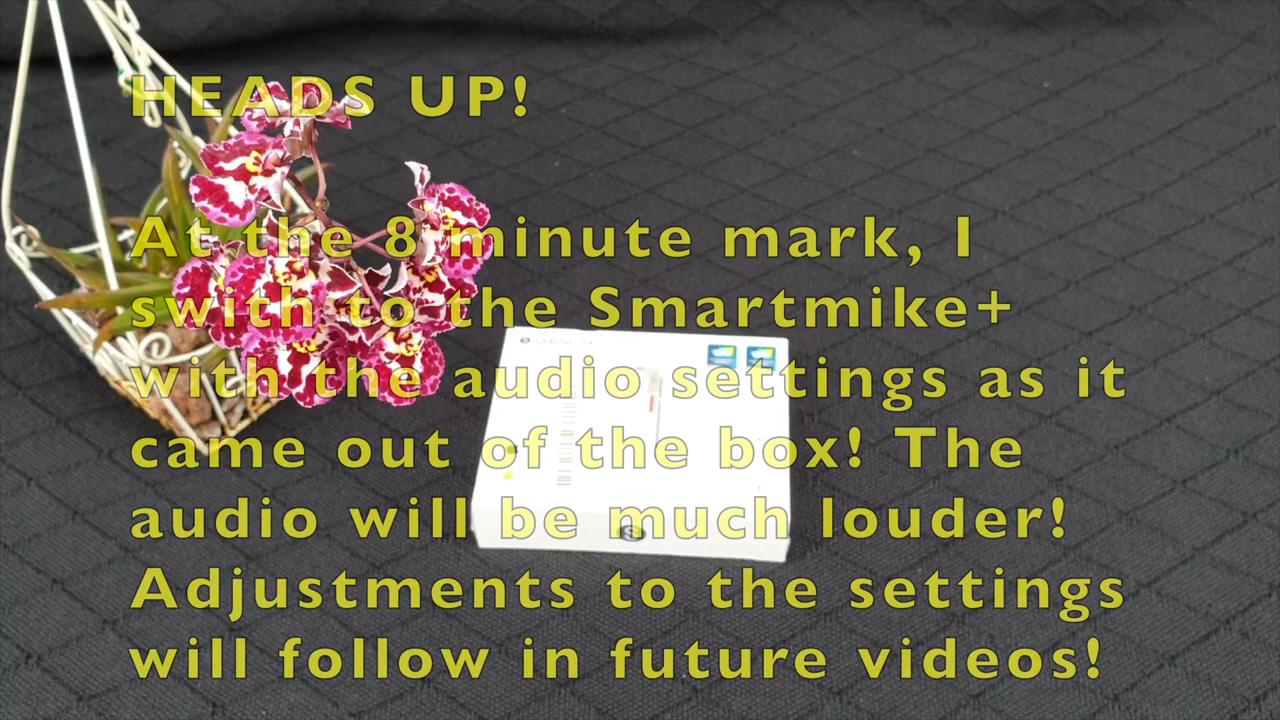 HEADS UP!
At the 8 minute mark, I
swith to the Smartmike+
with the audio settings as it
came out of the box! The
audio will be much louder!
Adjustments to the settings
will follow in future videos!